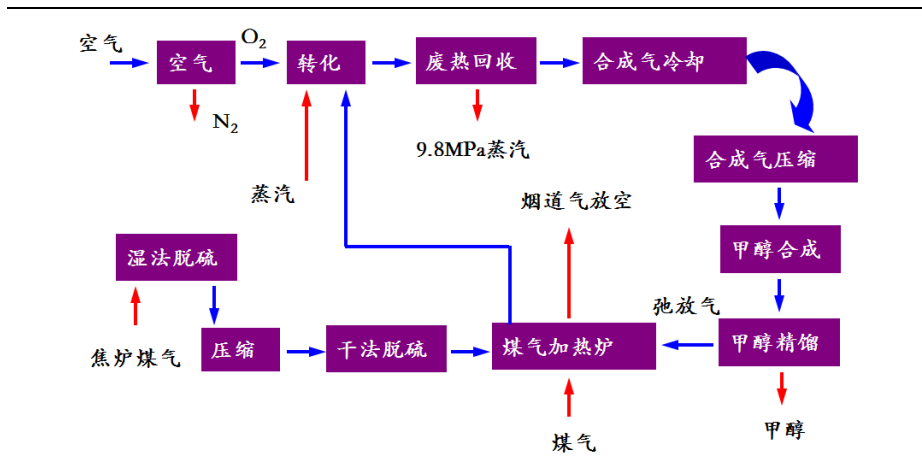 空气
空气
O₂
转化
废热回收
合成气冷却
N₂
9.8MPa蒸汽
合成气压缩
蒸汽
烟道气放空
湿法脱硫
甲醇合成
弛放气
焦炉煤气
压缩
干法脱硫
煤气加热炉
甲醇精馏
煤气
甲醇